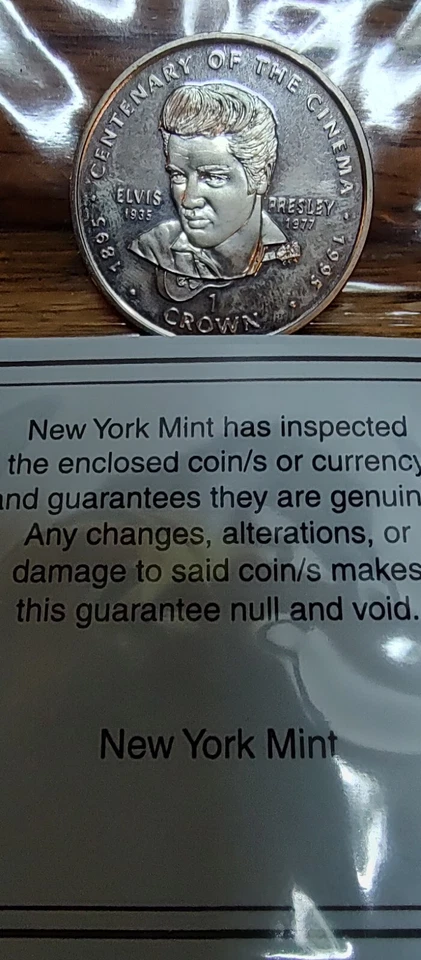 · 1895 · CENTENARY OF THE CINEMA · 1995 ·
ELVIS PRESLEY
1935 1977
1
CROWN
New York Mint has inspected
the enclosed coin/s or currency
and guarantees they are genuin
Any changes, alterations, or
damage to said coin/s makes
this guarantee null and void.
New York Mint